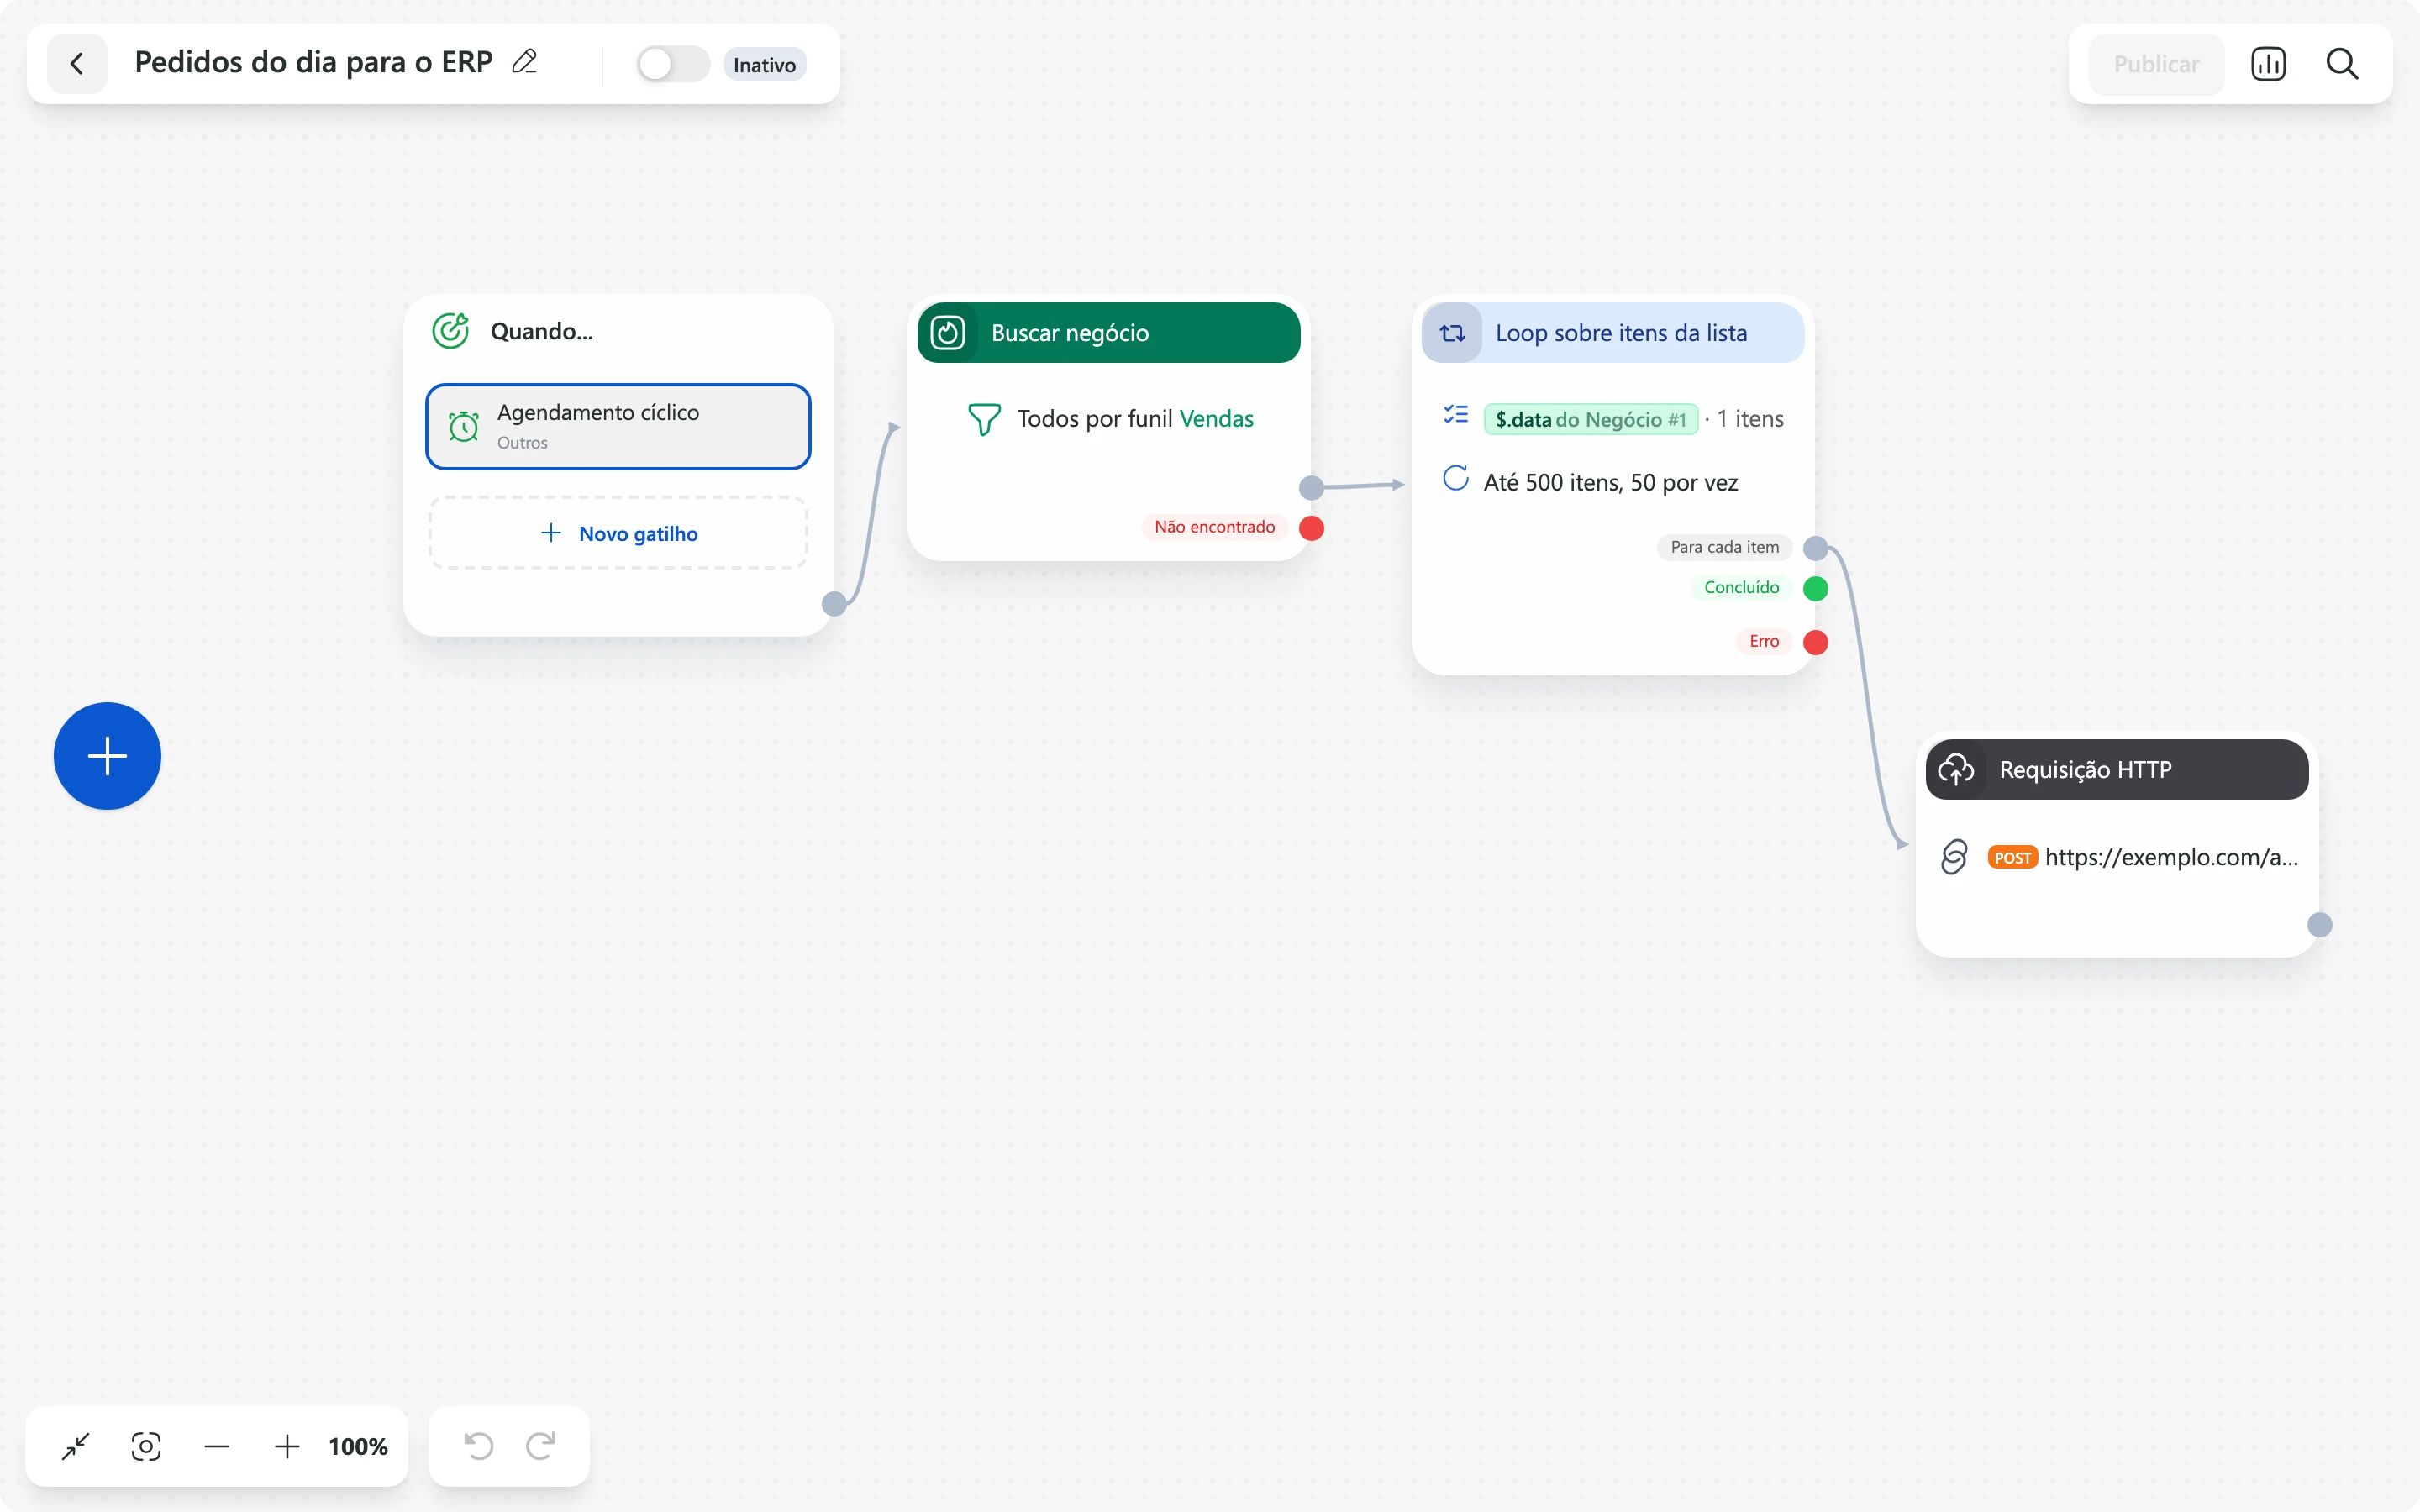 Pedidos do dia para o ERP
Inativo
Publicar
Quando...
Agendamento cíclico
Outros
Novo gatilho
Buscar negócio
Todos por funil Vendas
Não encontrado
Loop sobre itens da lista
$.data do Negócio #1 · 1 itens
Até 500 itens, 50 por vez
Para cada item
Concluído
Erro
Requisição HTTP
POST https://exemplo.com/a...
100%